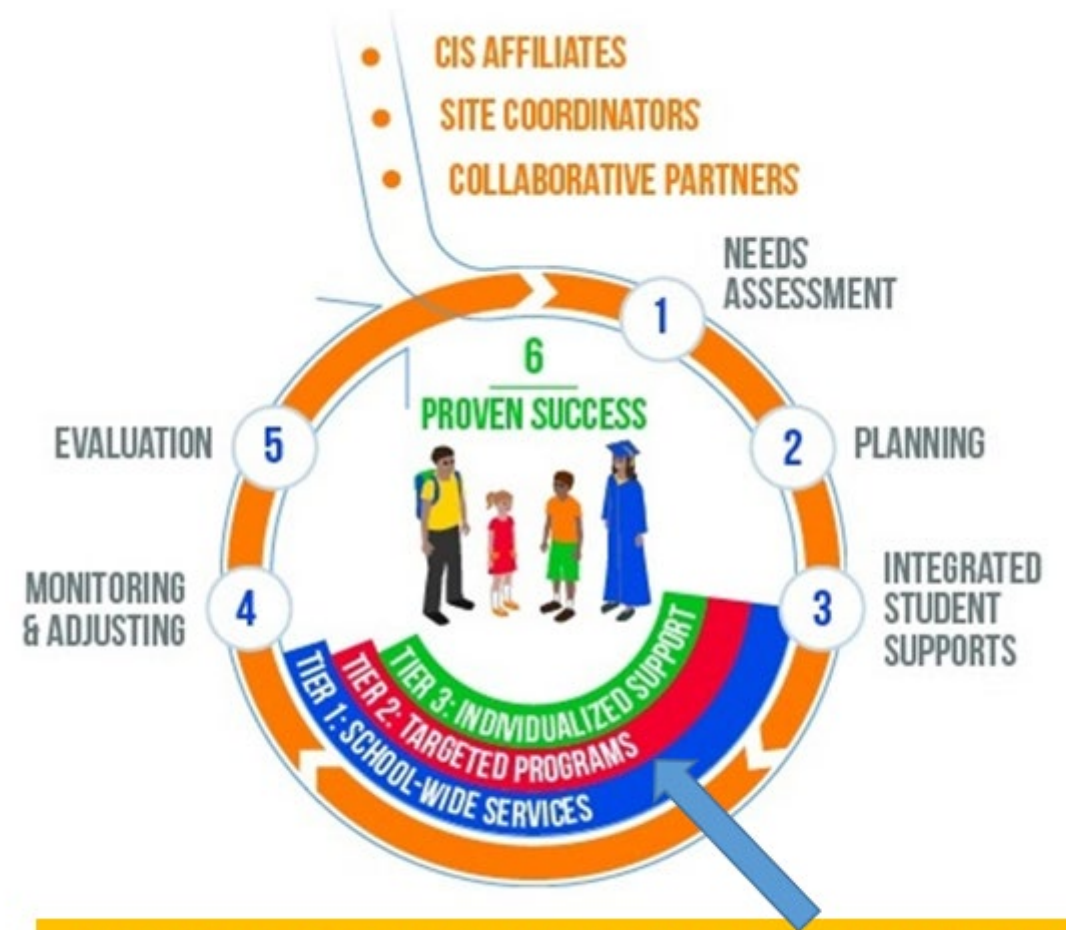 CIS AFFILIATES
SITE COORDINATORS
COLLABORATIVE PARTNERS
NEEDS
ASSESSMENT
1
6
PROVEN SUCCESS
EVALUATION
5
2
PLANNING
MONITORING
& ADJUSTING
4
3
INTEGRATED
STUDENT
SUPPORTS
TIER 3: INDIVIDUALIZED SUPPORT
TIER 2: TARGETED PROGRAMS
TIER 1: SCHOOL-WIDE SERVICES